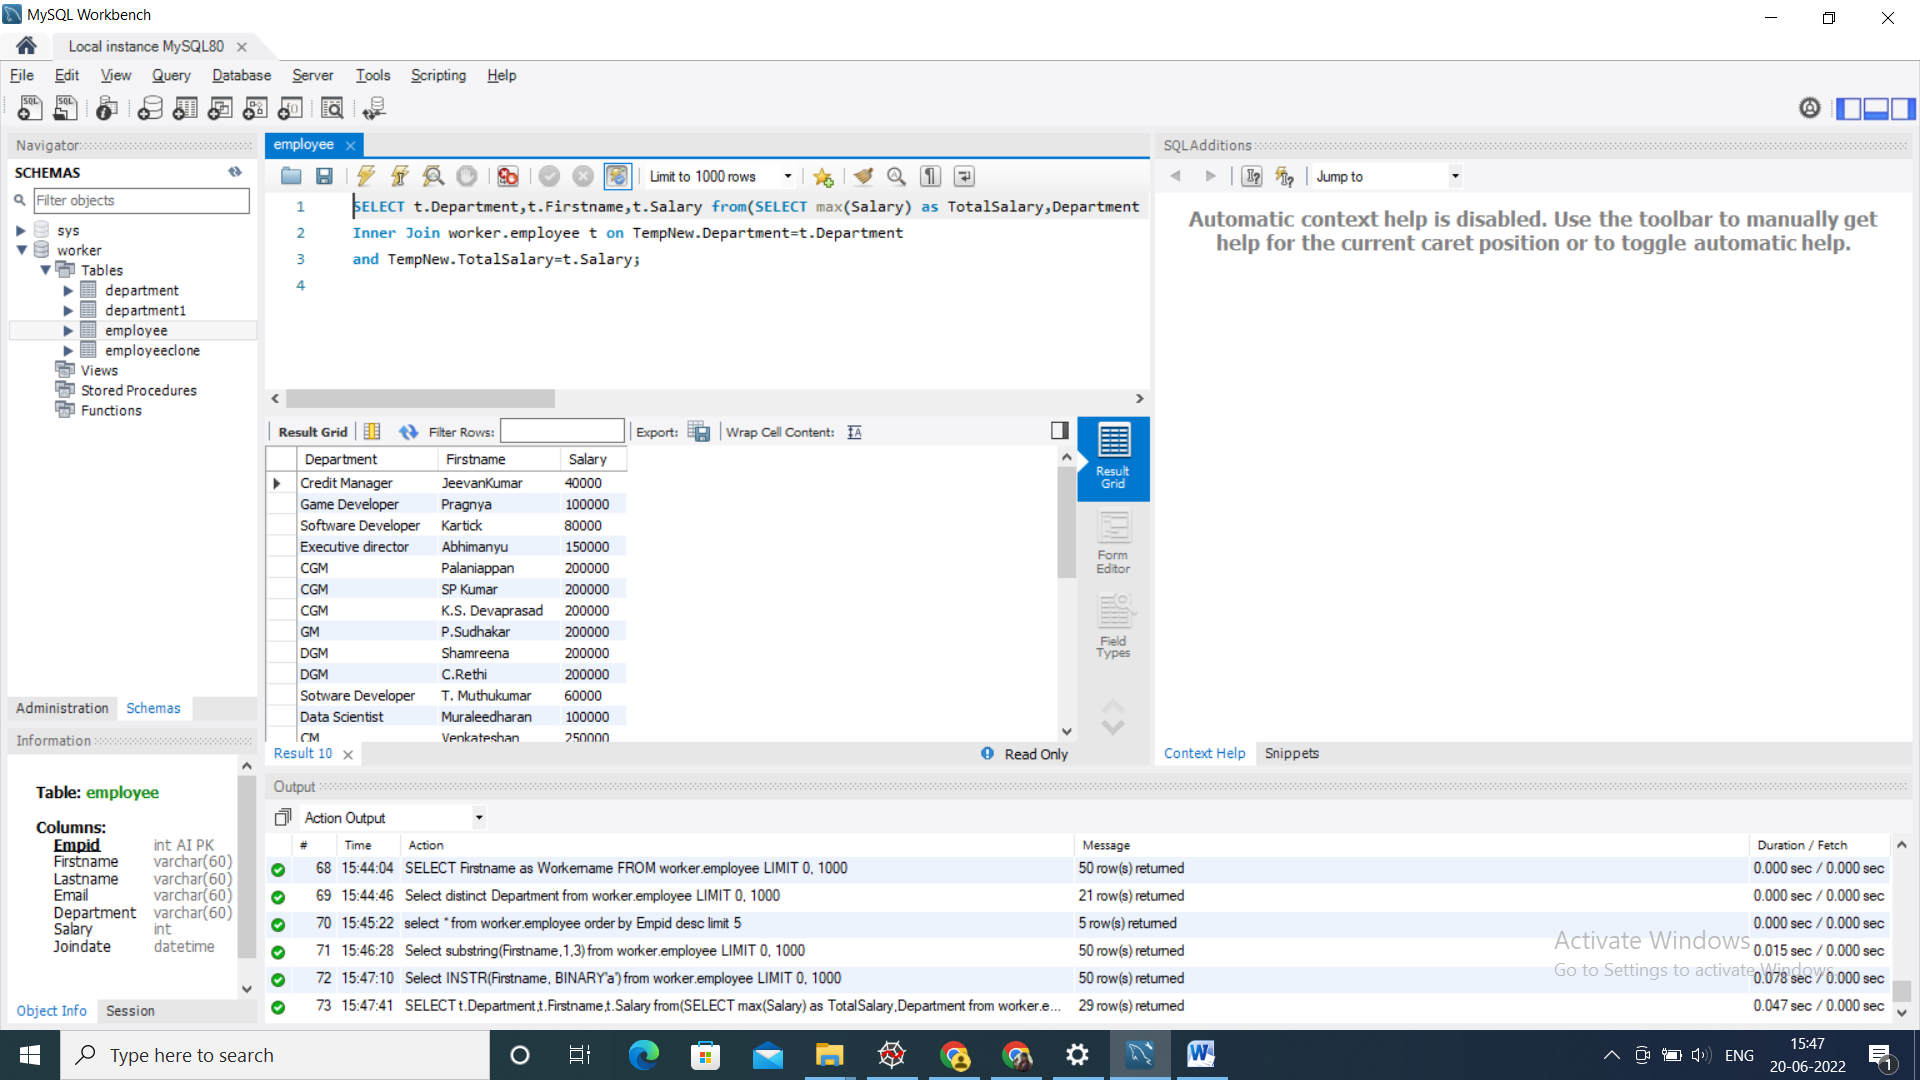 MySQL Workbench
Local instance MySQL80
File Edit View Query Database Server Tools Scripting Help
Navigator
SCHEMAS
Filter objects
sys
worker
Tables
department
department1
employee
employeeclone
Views
Stored Procedures
Functions
Administration Schemas
Information
Table: employee
Columns:
Empid int AI PK
Firstname varchar(60)
Lastname varchar(60)
Email varchar(60)
Department varchar(60)
Salary int
Joindate datetime
Object Info Session
employee
Limit to 1000 rows
1 SELECT t.Department,t.Firstname,t.Salary from(SELECT max(Salary) as TotalSalary,Department
2 Inner Join worker.employee t on TempNew.Department=t.Department
3 and TempNew.TotalSalary=t.Salary;
4
Result Grid Filter Rows: Export: Wrap Cell Content:
Department Firstname Salary
Credit Manager JeevanKumar 40000
Game Developer Pragnya 100000
Software Developer Kartick 80000
Executive director Abhimanyu 150000
CGM Palaniappan 200000
CGM SP Kumar 200000
CGM K.S. Devaprasad 200000
GM P.Sudhakar 200000
DGM Shamreena 200000
DGM C.Rethi 200000
Sotware Developer T. Muthukumar 60000
Data Scientist Muraleedharan 100000
CM Venkateshan 250000
Result Grid
Form Editor
Field Types
Result 10
Read Only
SQLAdditions
Jump to
Automatic context help is disabled. Use the toolbar to manually get
help for the current caret position or to toggle automatic help.
Context Help Snippets
Output
Action Output
# Time Action Message Duration / Fetch
68 15:44:04 SELECT Firstname as Workername FROM worker.employee LIMIT 0, 1000 50 row(s) returned 0.000 sec / 0.000 sec
69 15:44:46 Select distinct Department from worker.employee LIMIT 0, 1000 21 row(s) returned 0.000 sec / 0.000 sec
70 15:45:22 select * from worker.employee order by Empid desc limit 5 5 row(s) returned 0.000 sec / 0.000 sec
71 15:46:28 Select substring(Firstname,1,3) from worker.employee LIMIT 0, 1000 50 row(s) returned 0.015 sec / 0.000 sec
72 15:47:10 Select INSTR(Firstname, BINARY'a') from worker.employee LIMIT 0, 1000 50 row(s) returned 0.078 sec / 0.000 sec
73 15:47:41 SELECT t.Department,t.Firstname,t.Salary from(SELECT max(Salary) as TotalSalary,Department from worker.e... 29 row(s) returned 0.047 sec / 0.000 sec
Activate Windows
Go to Settings to activate Windows.
Type here to search
ENG
15:47
20-06-2022
1